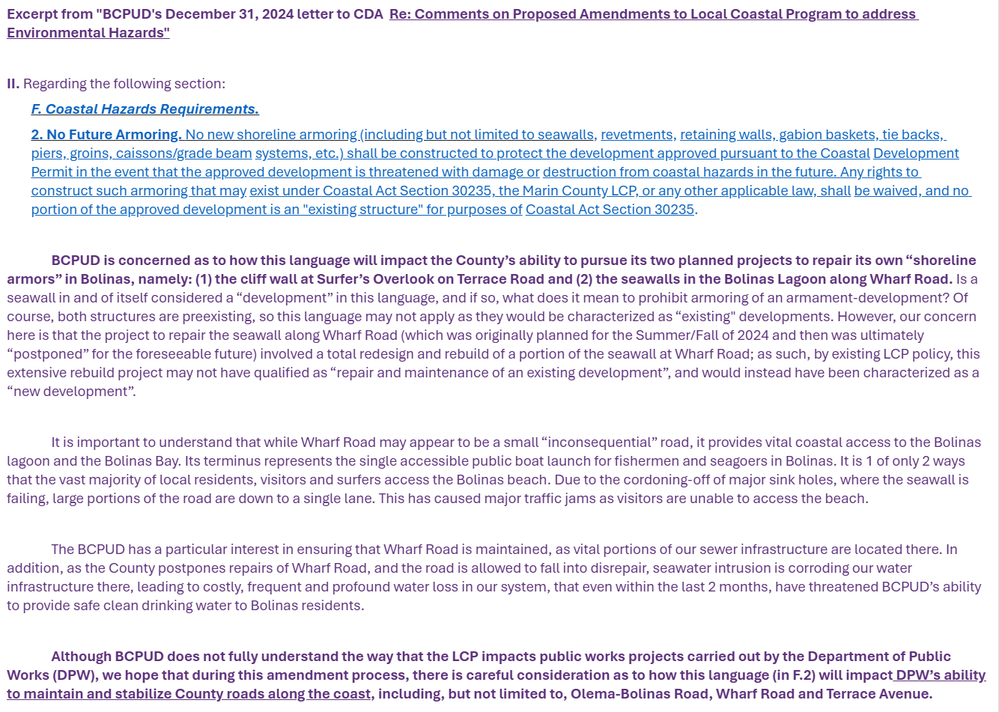 Excerpt from "BCPUD's December 31, 2024 letter to CDA  Re: Comments on Proposed Amendments to Local Coastal Program to address
Environmental Hazards"
II. Regarding the following section:
F. Coastal Hazards Requirements.
2. No Future Armoring. No new shoreline armoring (including but not limited to seawalls, revetments, retaining walls, gabion baskets, tie backs,
piers, groins, caissons/grade beam systems, etc.) shall be constructed to protect the development approved pursuant to the Coastal Development
Permit in the event that the approved development is threatened with damage or destruction from coastal hazards in the future. Any rights to
construct such armoring that may exist under Coastal Act Section 30235, the Marin County LCP, or any other applicable law, shall be waived, and no
portion of the approved development is an "existing structure" for purposes of Coastal Act Section 30235.
BCPUD is concerned as to how this language will impact the County’s ability to pursue its two planned projects to repair its own “shoreline
armors” in Bolinas, namely: (1) the cliff wall at Surfer’s Overlook on Terrace Road and (2) the seawalls in the Bolinas Lagoon along Wharf Road. Is a
seawall in and of itself considered a “development” in this language, and if so, what does it mean to prohibit armoring of an armament-development? Of
course, both structures are preexisting, so this language may not apply as they would be characterized as “existing" developments. However, our concern
here is that the project to repair the seawall along Wharf Road (which was originally planned for the Summer/Fall of 2024 and then was ultimately
“postponed” for the foreseeable future) involved a total redesign and rebuild of a portion of the seawall at Wharf Road; as such, by existing LCP policy, this
extensive rebuild project may not have qualified as “repair and maintenance of an existing development”, and would instead have been characterized as a
“new development”.
It is important to understand that while Wharf Road may appear to be a small “inconsequential” road, it provides vital coastal access to the Bolinas
lagoon and the Bolinas Bay. Its terminus represents the single accessible public boat launch for fishermen and seagoers in Bolinas. It is 1 of only 2 ways
that the vast majority of local residents, visitors and surfers access the Bolinas beach. Due to the cordoning-off of major sink holes, where the seawall is
failing, large portions of the road are down to a single lane. This has caused major traffic jams as visitors are unable to access the beach.
The BCPUD has a particular interest in ensuring that Wharf Road is maintained, as vital portions of our sewer infrastructure are located there. In
addition, as the County postpones repairs of Wharf Road, and the road is allowed to fall into disrepair, seawater intrusion is corroding our water
infrastructure there, leading to costly, frequent and profound water loss in our system, that even within the last 2 months, have threatened BCPUD’s ability
to provide safe clean drinking water to Bolinas residents.
Although BCPUD does not fully understand the way that the LCP impacts public works projects carried out by the Department of Public
Works (DPW), we hope that during this amendment process, there is careful consideration as to how this language (in F.2) will impact DPW’s ability
to maintain and stabilize County roads along the coast, including, but not limited to, Olema-Bolinas Road, Wharf Road and Terrace Avenue.